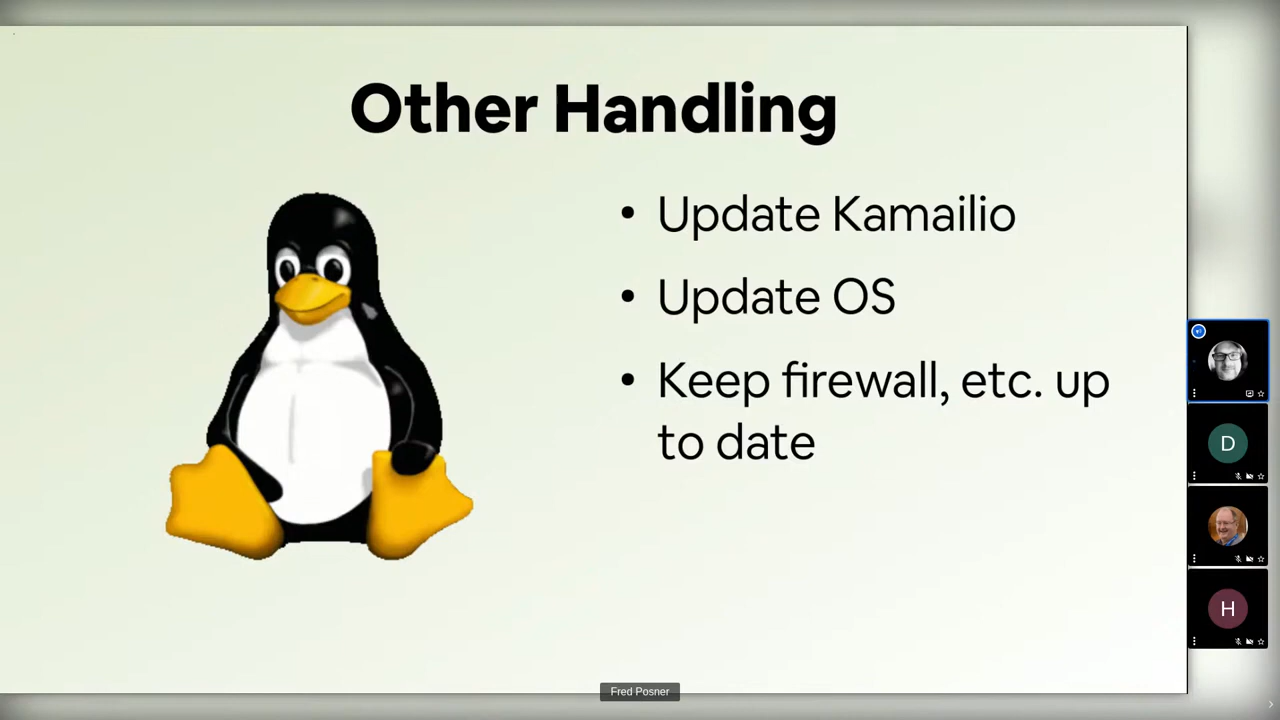 Other Handling
• Update Kamailio
• Update OS
• Keep firewall, etc. up
to date
D
H
Fred Posner